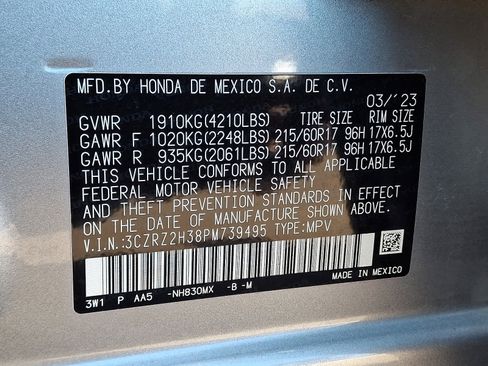 MFD.BY HONDA DE MEXICO S.A. DE C.V.
03/'23
GVWR 1910KG(4210LBS) TIRE SIZE RIM SIZE
GAWR F 1020KG(2248LBS) 215/60R17 96H 17X6.5J
GAWR R 935KG(2061LBS) 215/60R17 96H 17X6.5J
THIS VEHICLE CONFORMS TO ALL APPLICABLE
FEDERAL MOTOR VEHICLE SAFETY
AND THEFT PREVENTION STANDARDS IN EFFECT
ON THE DATE OF MANUFACTURE SHOWN ABOVE.
V.I.N.:3CZRZ2H38PM739495 TYPE:MPV
3W1 P AA5 -NH830MX -B -M
MADE IN MEXICO